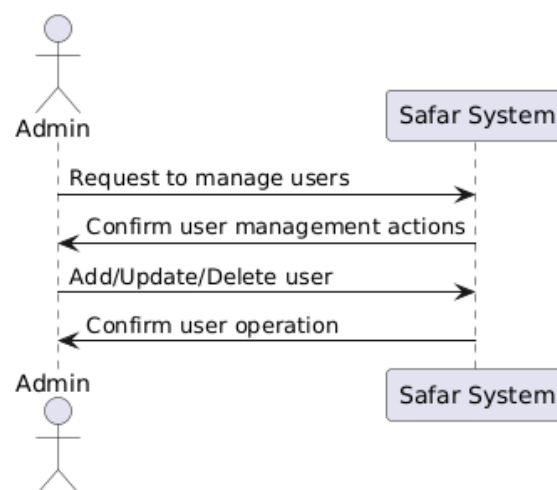 Admin
Safar System
Request to manage users
Confirm user management actions
Add/Update/Delete user
Confirm user operation
Admin
Safar System